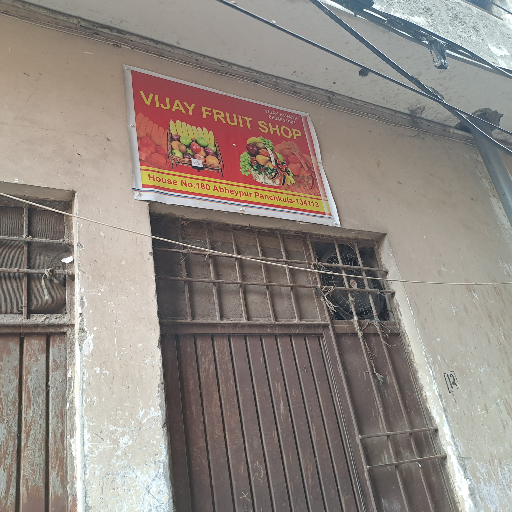 VIJAY FRUIT SHOP
House No.180 Abheypur Panchkula-134113